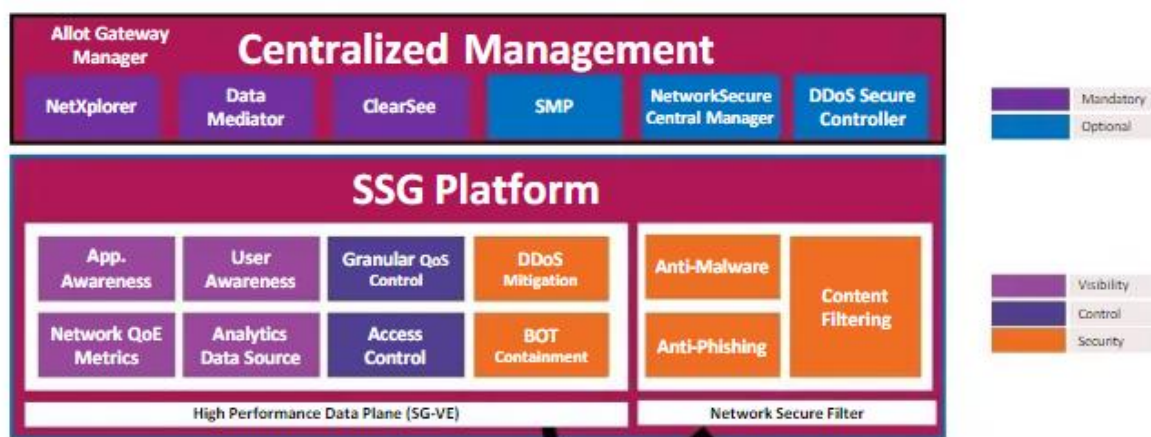 Allot Gateway
Manager
Centralized Management
NetXplorer
Data
Mediator
ClearSee
SMP
NetworkSecure
Central Manager
DDoS Secure
Controller
Mandatory
Optional
SSG Platform
App.
Awareness
User
Awareness
Granular QoS
Control
DDoS
Mitigation
Anti-Malware
Content
Filtering
Network QoE
Metrics
Analytics
Data Source
Access
Control
BOT
Containment
Anti-Phishing
Visibility
Control
Security
High Performance Data Plane (SG-VE)
Network Secure Filter